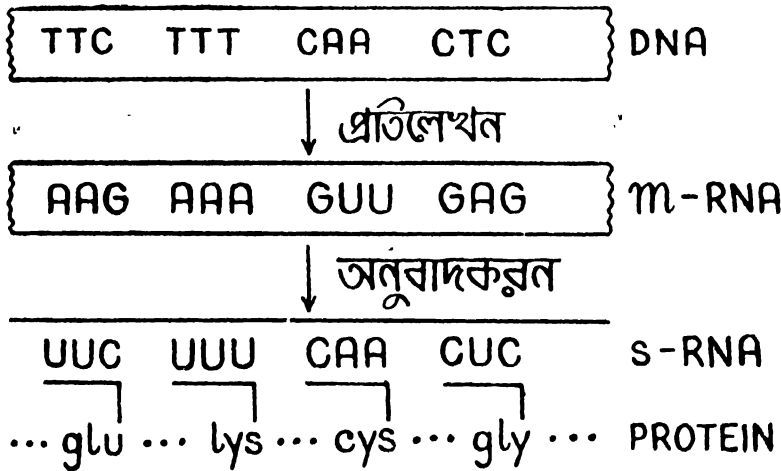 TTC TTT CAA CTC DNA
প্রতিলেখন
AAG AAA GUU GAG m-RNA
অনুবাদকরন
UUC UUU CAA CUC s-RNA
... glu ... lys ... cys ... gly ... PROTEIN